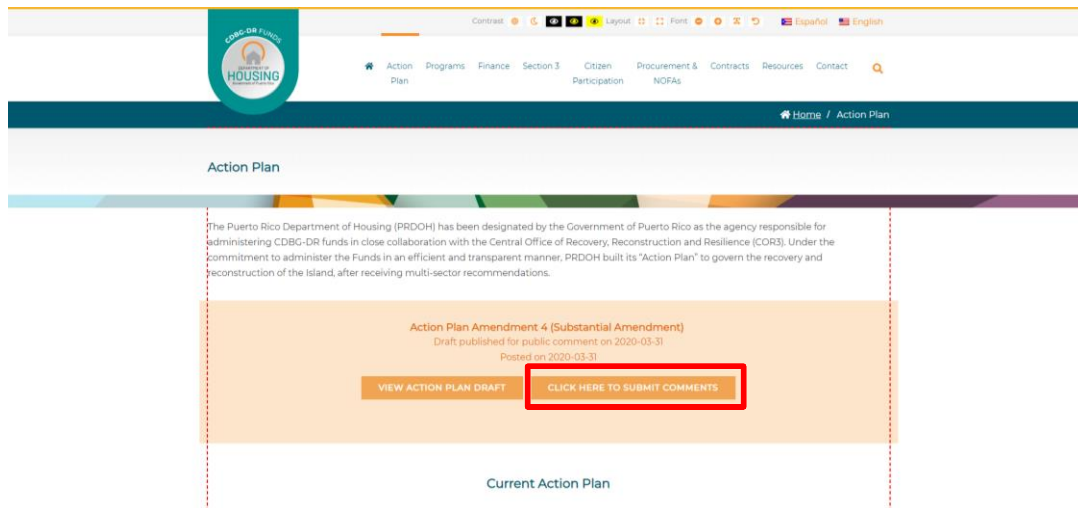 Contrast Layout Font Español English
CDBG-DR FUNDS
DEPARTMENT OF
HOUSING
Government of Puerto Rico
Action Plan Programs Finance Section 3 Citizen Participation Procurement & NOFAs Contracts Resources Contact
Home / Action Plan
Action Plan
The Puerto Rico Department of Housing (PRDOH) has been designated by the Government of Puerto Rico as the agency responsible for
administering CDBG-DR funds in close collaboration with the Central Office of Recovery, Reconstruction and Resilience (COR3). Under the
commitment to administer the Funds in an efficient and transparent manner, PRDOH built its "Action Plan" to govern the recovery and
reconstruction of the Island, after receiving multi-sector recommendations.
Action Plan Amendment 4 (Substantial Amendment)
Draft published for public comment on 2020-03-31
Posted on 2020-03-31
VIEW ACTION PLAN DRAFT CLICK HERE TO SUBMIT COMMENTS
Current Action Plan